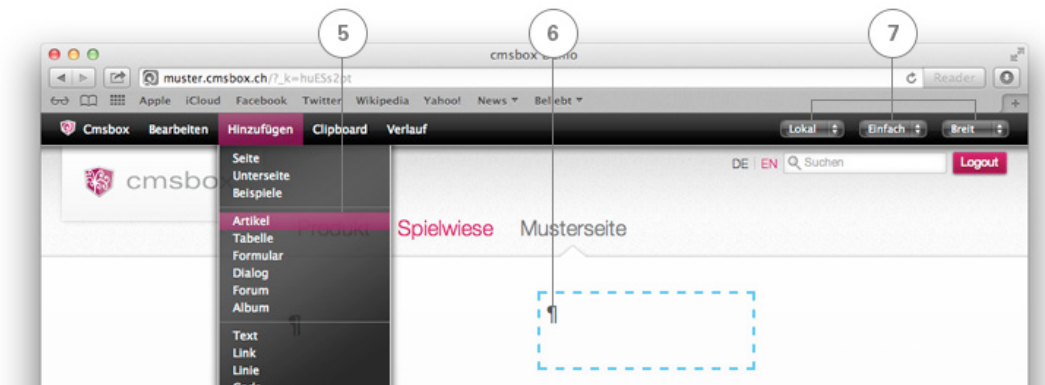 5
6
7
cmsbox Demo
muster.cmsbox.ch/?_k=huESs2pt
Reader
Apple iCloud Facebook Twitter Wikipedia Yahoo! News Beliebt
Cmsbox Bearbeiten Hinzufügen Clipboard Verlauf
Lokal Einfach Breit
Seite
Unterseite
Beispiele
DE EN Suchen Logout
cmsbox
Artikel
Tabelle
Formular
Dialog
Forum
Album
Produkt Spielwiese Musterseite
¶
¶
Text
Link
Linie